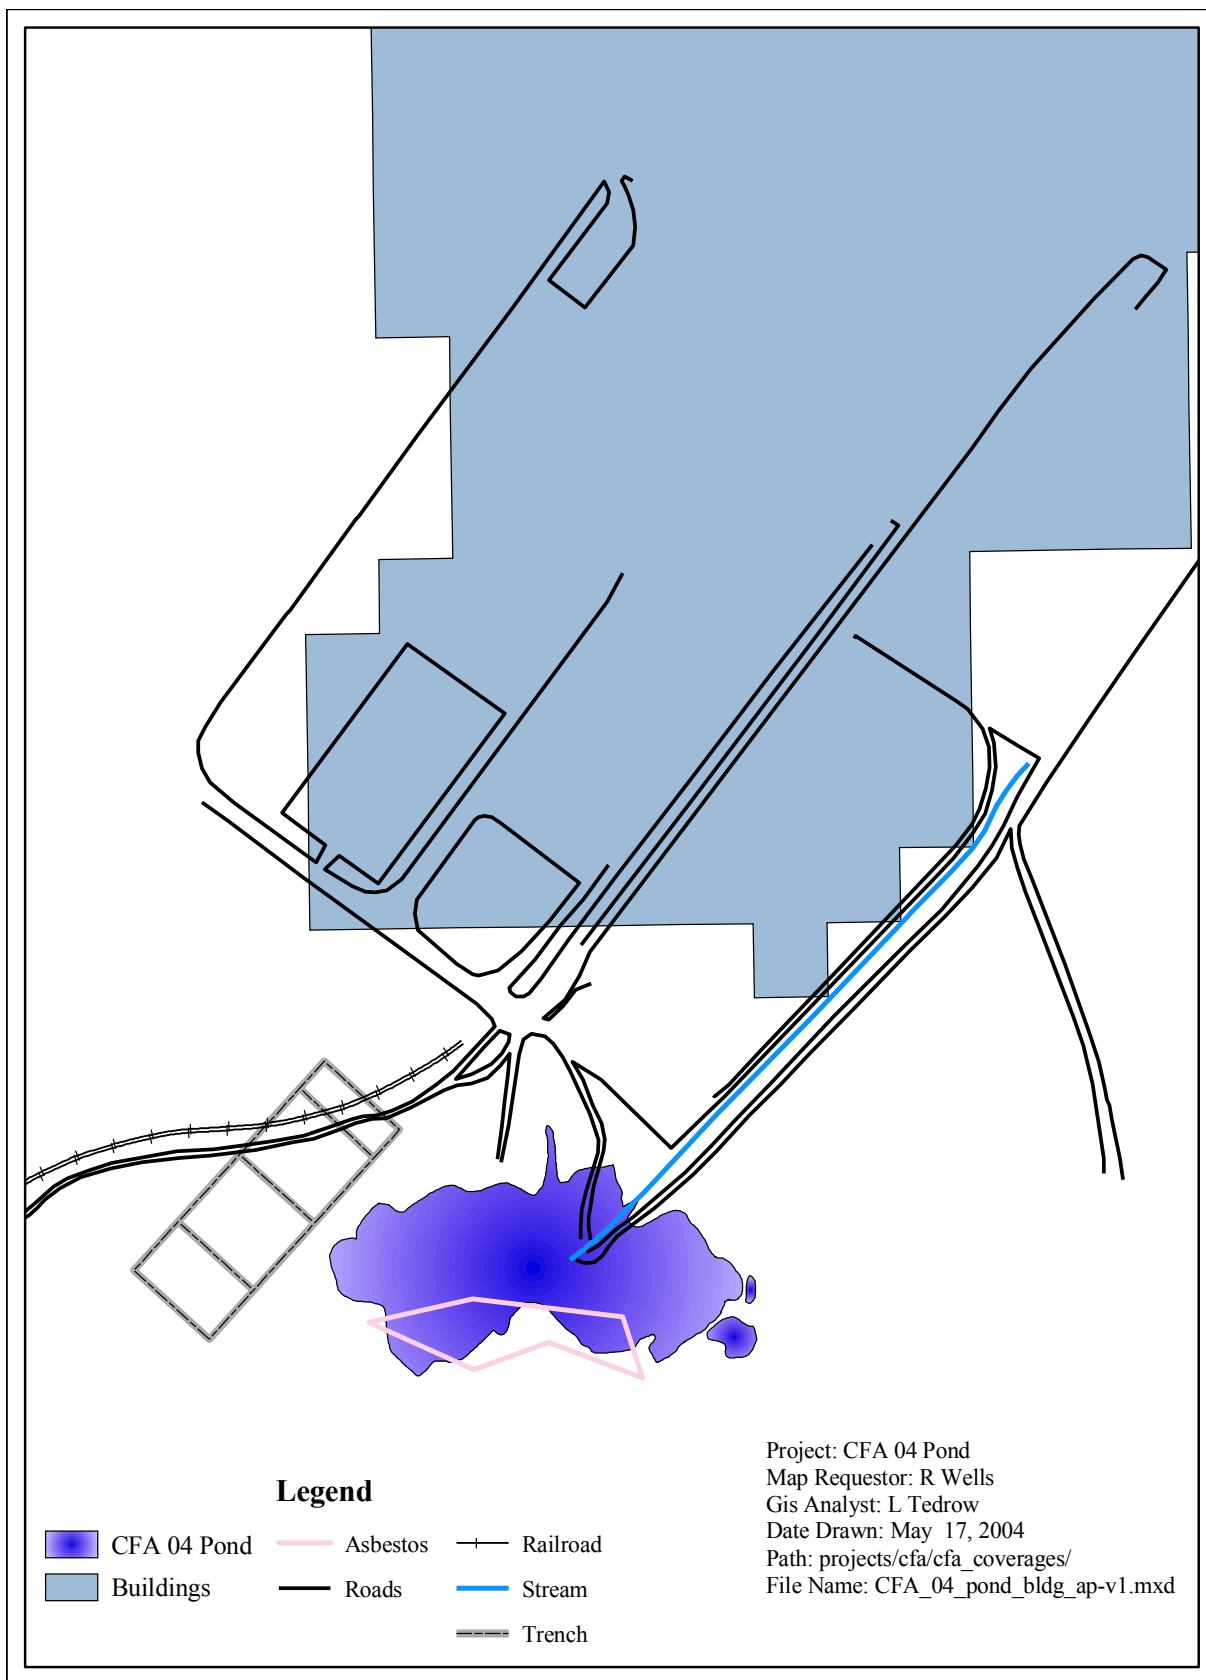 Legend
CFA 04 Pond
Buildings
Asbestos
Roads
Railroad
Stream
Trench
Project: CFA 04 Pond
Map Requestor: R Wells
Gis Analyst: L Tedrow
Date Drawn: May 17, 2004
Path: projects/cfa/cfa_coverages/
File Name: CFA_04_pond_bldg_ap-v1.mxd